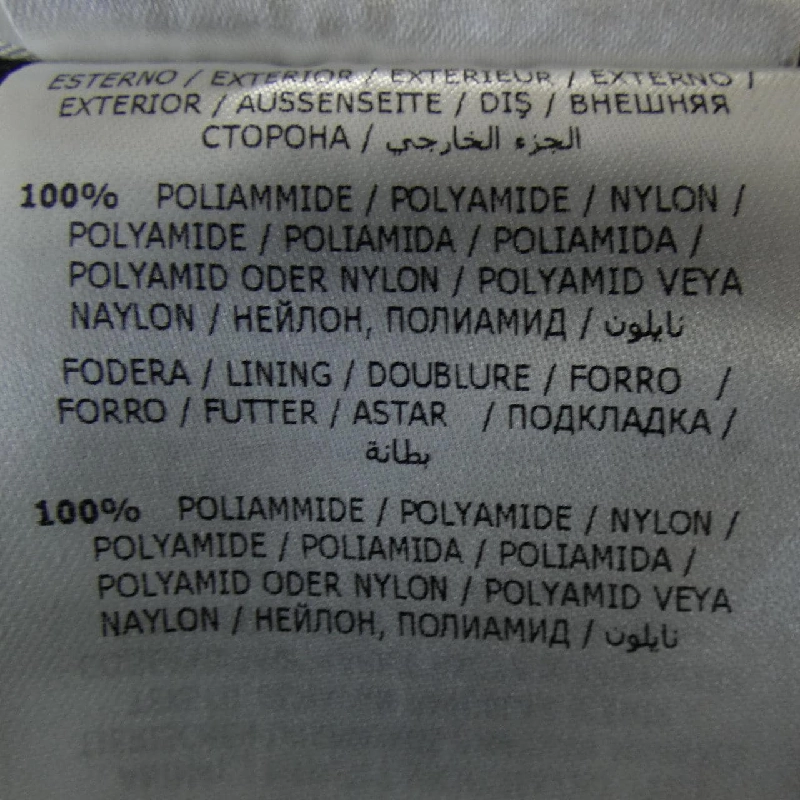 ESTERNO / EXTERIOR / EXTERIEUR / EXTERNO /
EXTERIOR / AUSSENSEITE / DIŞ / ВНЕШНЯЯ
СТОРОНА / الجزء الخارجي
100% POLIAMMIDE / POLYAMIDE / NYLON /
POLYAMIDE / POLIAMIDA / POLIAMIDA /
POLYAMID ODER NYLON / POLYAMID VEYA
NAYLON / НЕЙЛОН, ПОЛИАМИД / نايلون
FODERA / LINING / DOUBLURE / FORRO /
FORRO / FUTTER / ASTAR / ПОДКЛАДКА /
بطانة
100% POLIAMMIDE / POLYAMIDE / NYLON /
POLYAMIDE / POLIAMIDA / POLIAMIDA /
POLYAMID ODER NYLON / POLYAMID VEYA
NAYLON / НЕЙЛОН, ПОЛИАМИД / نايلون